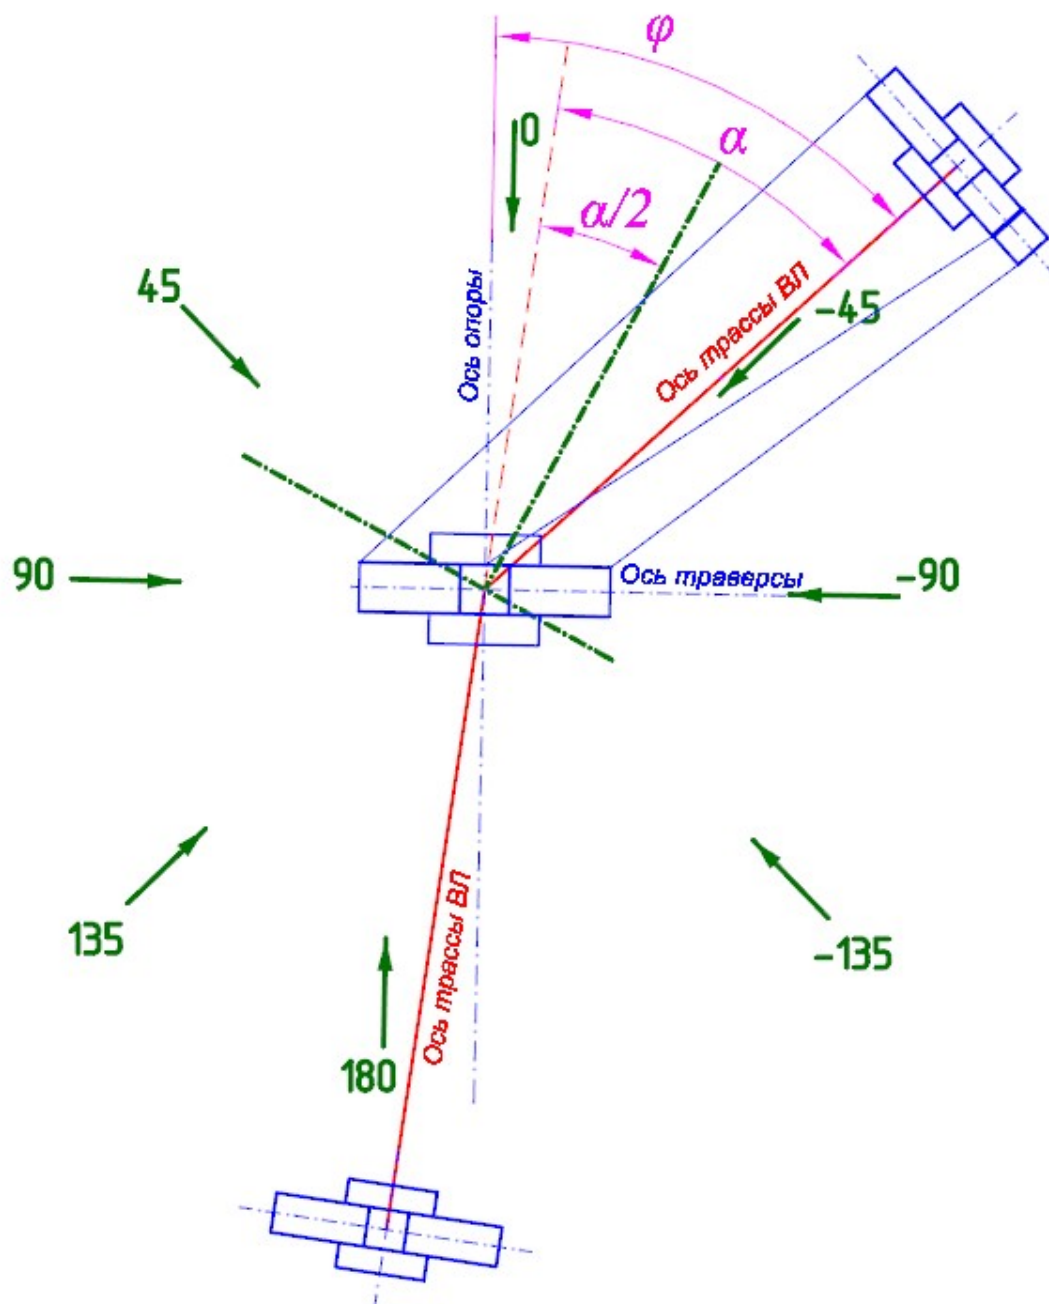 φ
0
α
α/2
45
Ось опоры
Ось трассы ВЛ
-45
90
Ось траверсы
-90
135
Ось трассы ВЛ
-135
180